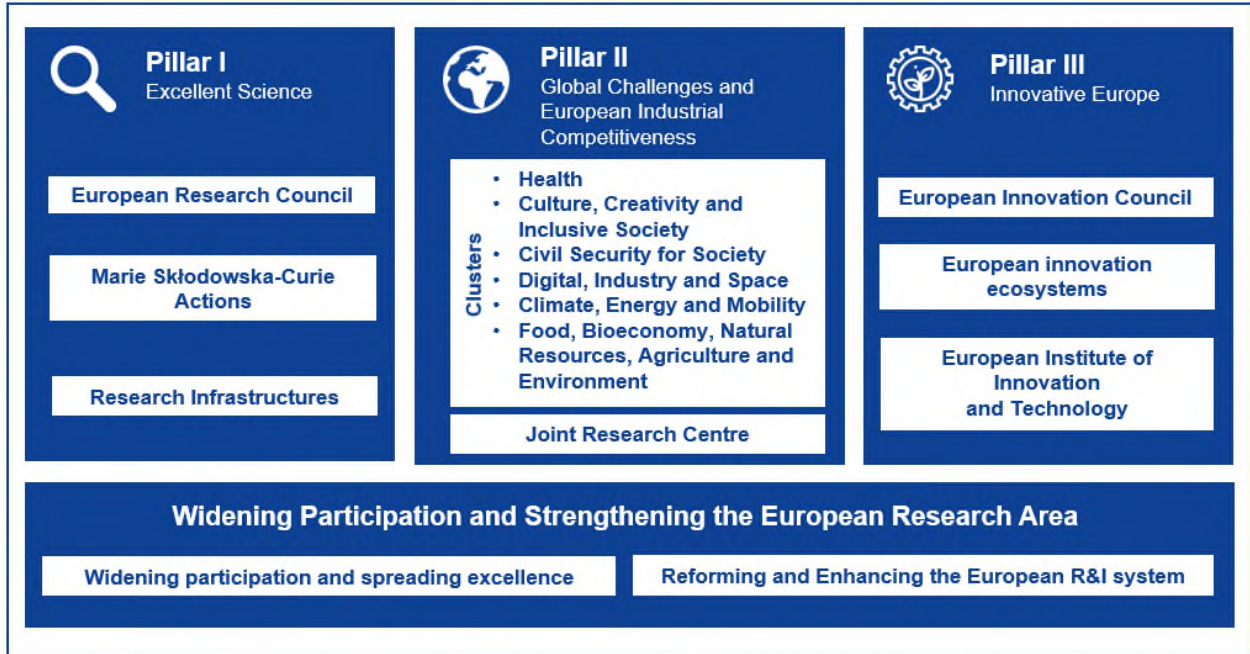 Pillar I
Excellent Science
European Research Council
Marie Skłodowska-Curie
Actions
Research Infrastructures
Pillar II
Global Challenges and
European Industrial
Competitiveness
Clusters
• Health
• Culture, Creativity and
Inclusive Society
• Civil Security for Society
• Digital, Industry and Space
• Climate, Energy and Mobility
• Food, Bioeconomy, Natural
Resources, Agriculture and
Environment
Joint Research Centre
Pillar III
Innovative Europe
European Innovation Council
European innovation
ecosystems
European Institute of
Innovation
and Technology
Widening Participation and Strengthening the European Research Area
Widening participation and spreading excellence
Reforming and Enhancing the European R&I system